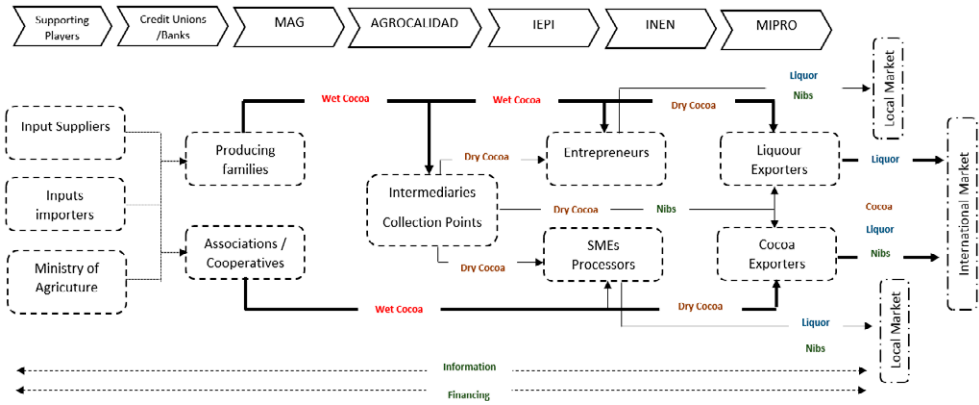 Supporting
Players
Credit Unions
/Banks
MAG
AGROCALIDAD
IEPI
INEN
MIPRO
Liquor
Nibs
Local Market
Wet Cocoa
Wet Cocoa
Dry Cocoa
Input Suppliers
Producing
families
Dry Cocoa
Entrepreneurs
Liquour
Exporters
Liquor
International Market
Inputs
importers
Intermediaries
Collection Points
Dry Cocoa
Nibs
Cocoa
Liquor
Nibs
Associations /
Cooperatives
SMEs
Processors
Cocoa
Exporters
Ministry of
Agricuture
Dry Cocoa
Wet Cocoa
Dry Cocoa
Liquor
Nibs
Local Market
Information
Financing